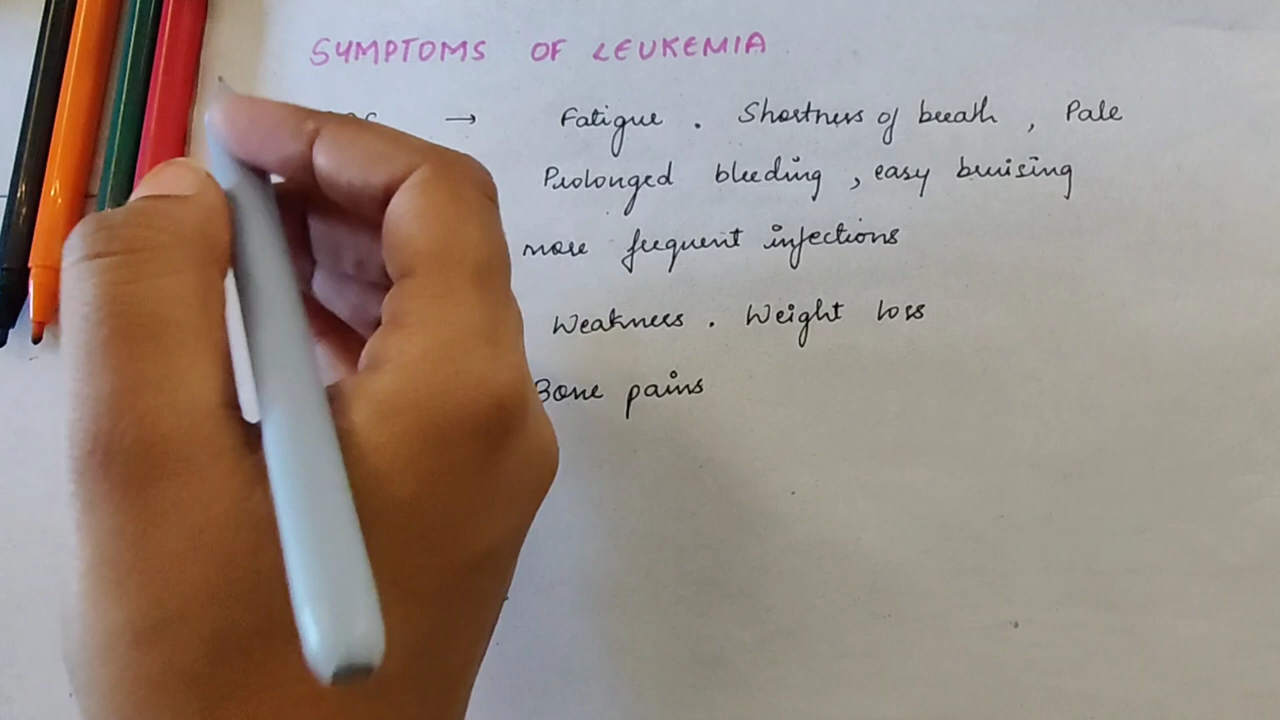 SYMPTOMS OF LEUKEMIA
→ Fatigue . Shortness of breath , Pale
Prolonged bleeding , easy bruising
more frequent infections
Weakness . Weight loss
Bone pains